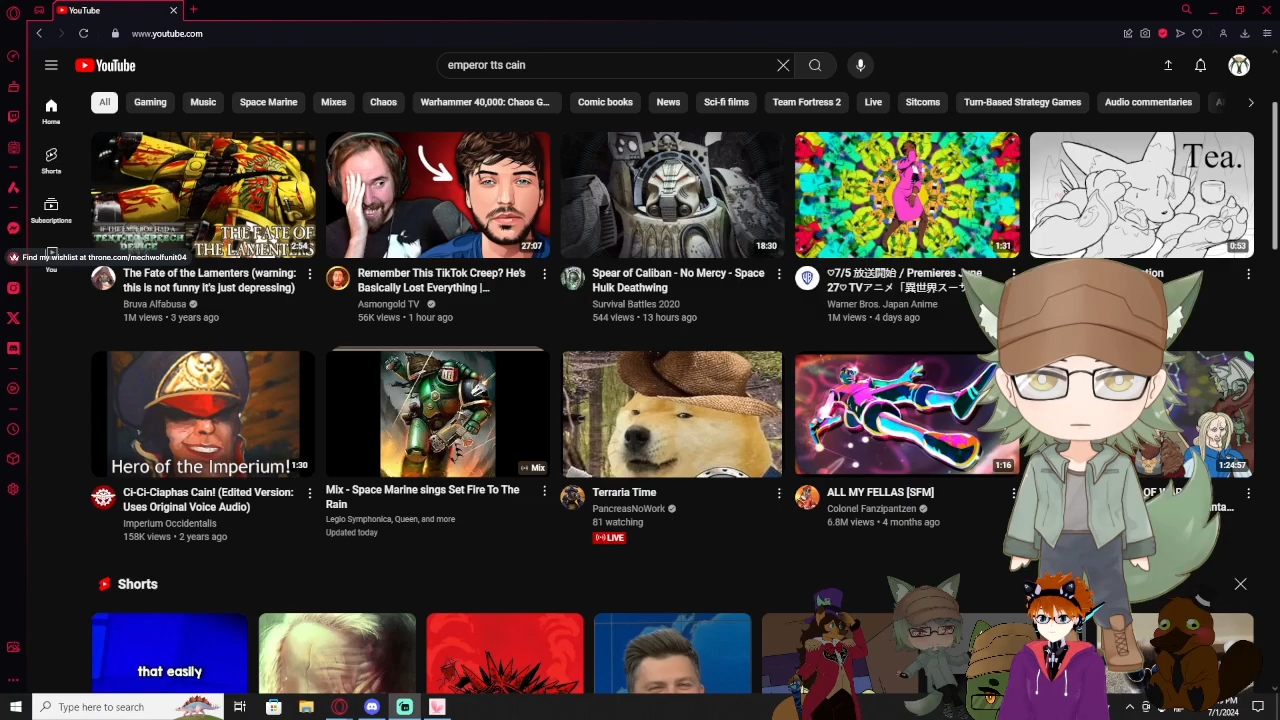 YouTube
www.youtube.com
YouTube
emperor tts cain
All
Gaming
Music
Space Marine
Mixes
Chaos
Warhammer 40,000: Chaos G...
Comic books
News
Sci-fi films
Team Fortress 2
Live
Sitcoms
Turn-Based Strategy Games
Audio commentaries
Home
Shorts
Subscriptions
You
Find my wishlist at throne.com/mechwolfunit04
IF THE EMPEROR HAD A
TEXT-TO-SPEECH
DEVICE
THE FATE OF
THE LAMENTERS
2:54
27:07
18:30
1:31
Tea.
0:53
The Fate of the Lamenters (warning:
this is not funny it's just depressing)
Bruva Alfabusa
1M views • 3 years ago
Remember This TikTok Creep? He's
Basically Lost Everything |...
Asmongold TV
56K views • 1 hour ago
Spear of Caliban - No Mercy - Space
Hulk Deathwing
Survival Battles 2020
544 views • 13 hours ago
♡7/5 放送開始 / Premieres June
27♡ TVアニメ「異世界スーサ
Warner Bros. Japan Anime
1M views • 4 days ago
Hero of the Imperium!
1:30
Mix
1:16
1:24:57
Ci-Ci-Ciaphas Cain! (Edited Version:
Uses Original Voice Audio)
Imperium Occidentalis
158K views • 2 years ago
Mix - Space Marine sings Set Fire To The
Rain
Legio Symphonica, Queen, and more
Updated today
Terraria Time
PancreasNoWork
81 watching
LIVE
ALL MY FELLAS [SFM]
Colonel Fanzipantzen
6.8M views • 4 months ago
Shorts
that easily
Type here to search
7/1/2024